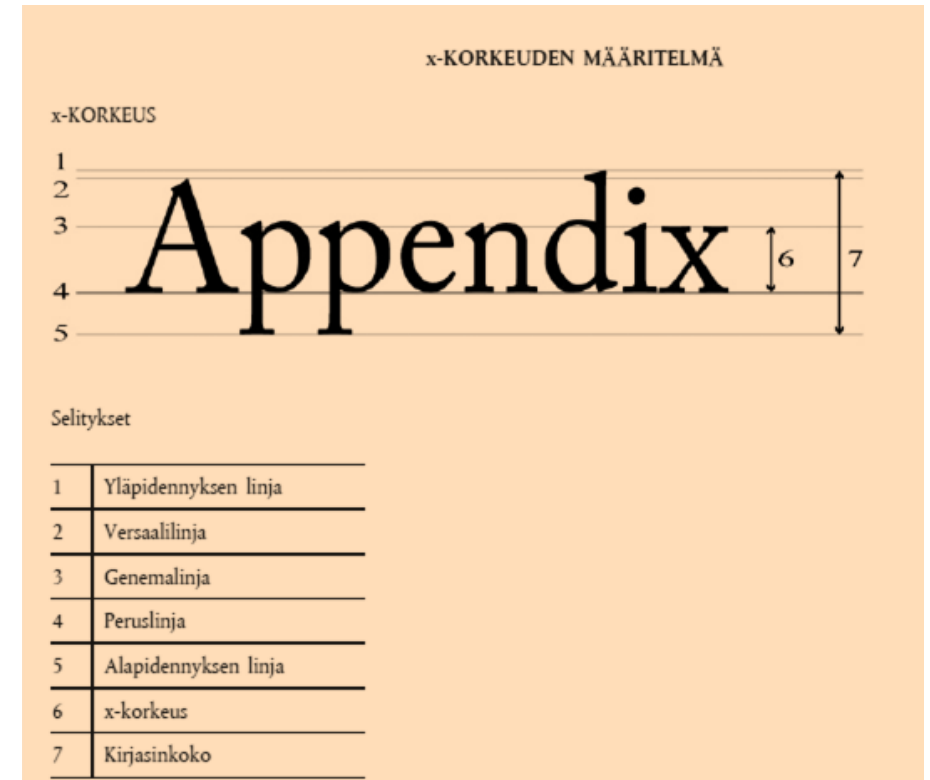 x-KORKEUDEN MÄÄRITELMÄ
x-KORKEUS
1
2
3
4
5
Appendix
6
7
Selitykset
1 Yläpidennyksen linja
2 Versaalilinja
3 Genemalinja
4 Peruslinja
5 Alapidennyksen linja
6 x-korkeus
7 Kirjasinkoko